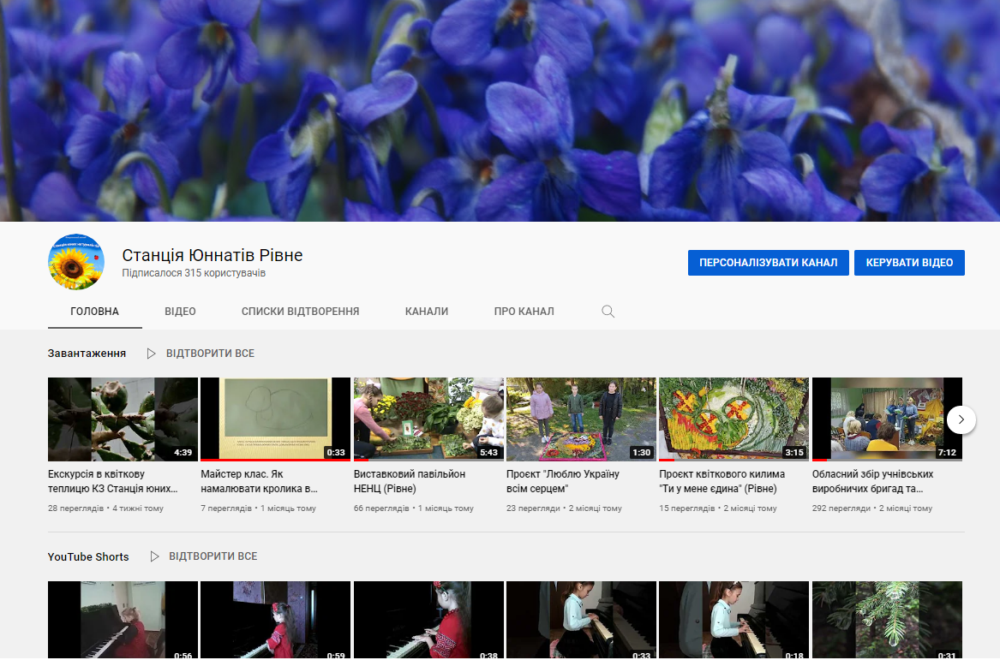 Станція Юннатів Рівне
Підписалося 315 користувачів
ПЕРСОНАЛІЗУВАТИ КАНАЛ
КЕРУВАТИ ВІДЕО
ГОЛОВНА
ВІДЕО
СПИСКИ ВІДТВОРЕННЯ
КАНАЛИ
ПРО КАНАЛ
Завантаження
ВІДТВОРИТИ ВСЕ
4:39
0:33
5:43
1:30
3:15
7:12
Екскурсія в квіткову
теплицю КЗ Станція юних...
28 переглядів • 4 тижні тому
Майстер клас. Як
намалювати кролика в...
7 переглядів • 1 місяць тому
Виставковий павільйон
НЕНЦ (Рівне)
66 переглядів • 1 місяць тому
Проєкт "Люблю Україну
всім серцем"
23 перегляди • 2 місяці тому
Проєкт квіткового килима
"Ти у мене єдина" (Рівне)
15 переглядів • 2 місяці тому
Обласний збір учнівських
виробничих бригад та...
292 перегляди • 2 місяці тому
YouTube Shorts
ВІДТВОРИТИ ВСЕ
0:56
0:59
0:38
0:33
0:18
0:31